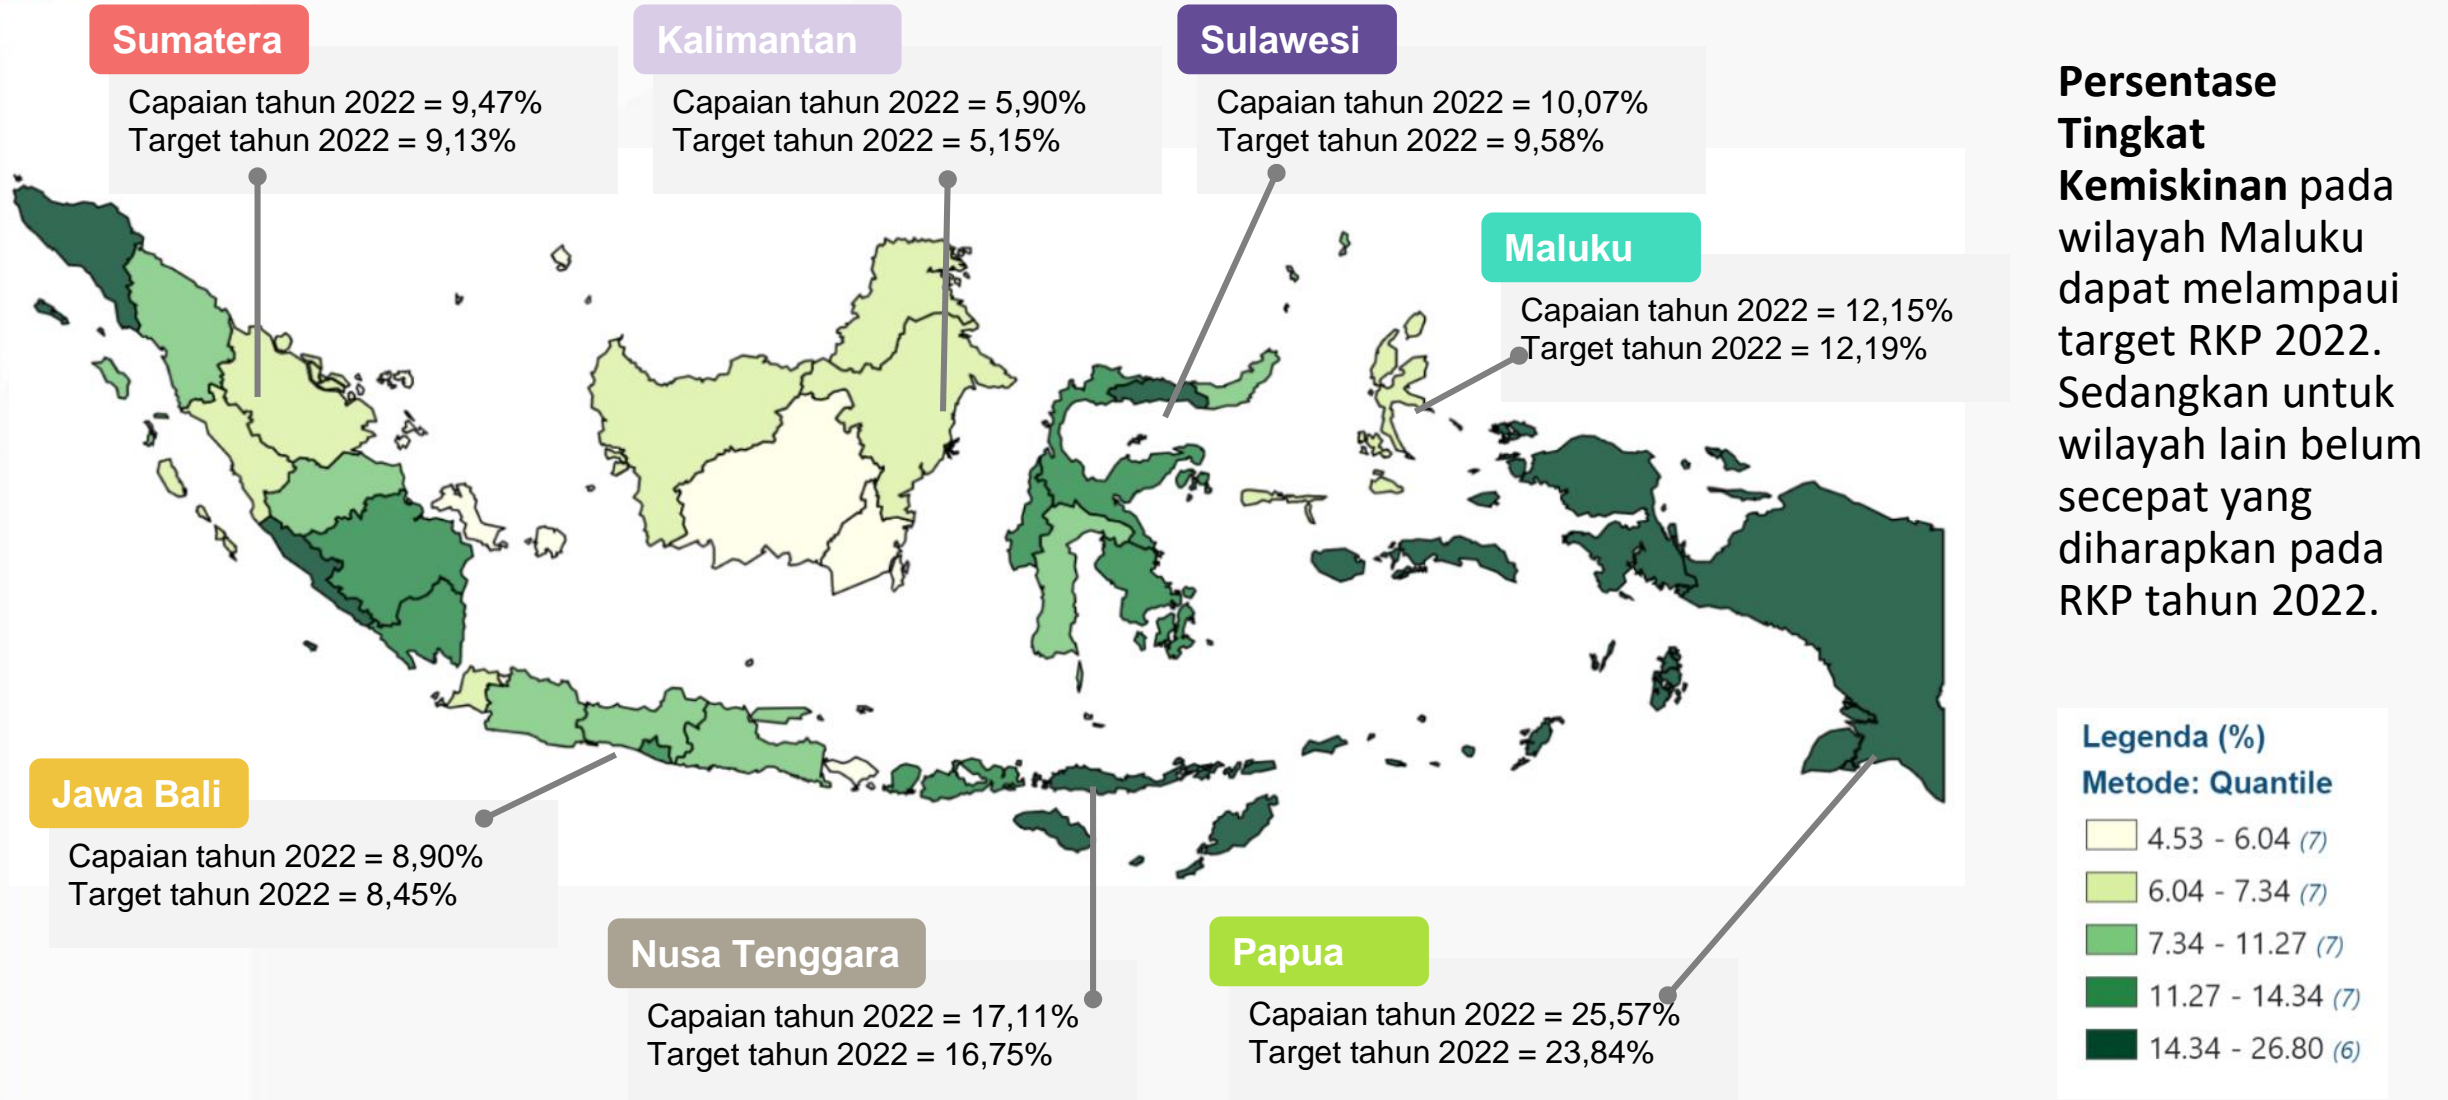 Sumatera
Capaian tahun 2022 = 9,47%
Target tahun 2022 = 9,13%
Kalimantan
Capaian tahun 2022 = 5,90%
Target tahun 2022 = 5,15%
Sulawesi
Capaian tahun 2022 = 10,07%
Target tahun 2022 = 9,58%
Maluku
Capaian tahun 2022 = 12,15%
Target tahun 2022 = 12,19%
Persentase
Tingkat
Kemiskinan pada
wilayah Maluku
dapat melampaui
target RKP 2022.
Sedangkan untuk
wilayah lain belum
secepat yang
diharapkan pada
RKP tahun 2022.
Jawa Bali
Capaian tahun 2022 = 8,90%
Target tahun 2022 = 8,45%
Nusa Tenggara
Capaian tahun 2022 = 17,11%
Target tahun 2022 = 16,75%
Papua
Capaian tahun 2022 = 25,57%
Target tahun 2022 = 23,84%
Legenda (%)
Metode: Quantile
4.53 - 6.04 (7)
6.04 - 7.34 (7)
7.34 - 11.27 (7)
11.27 - 14.34 (7)
14.34 - 26.80 (6)